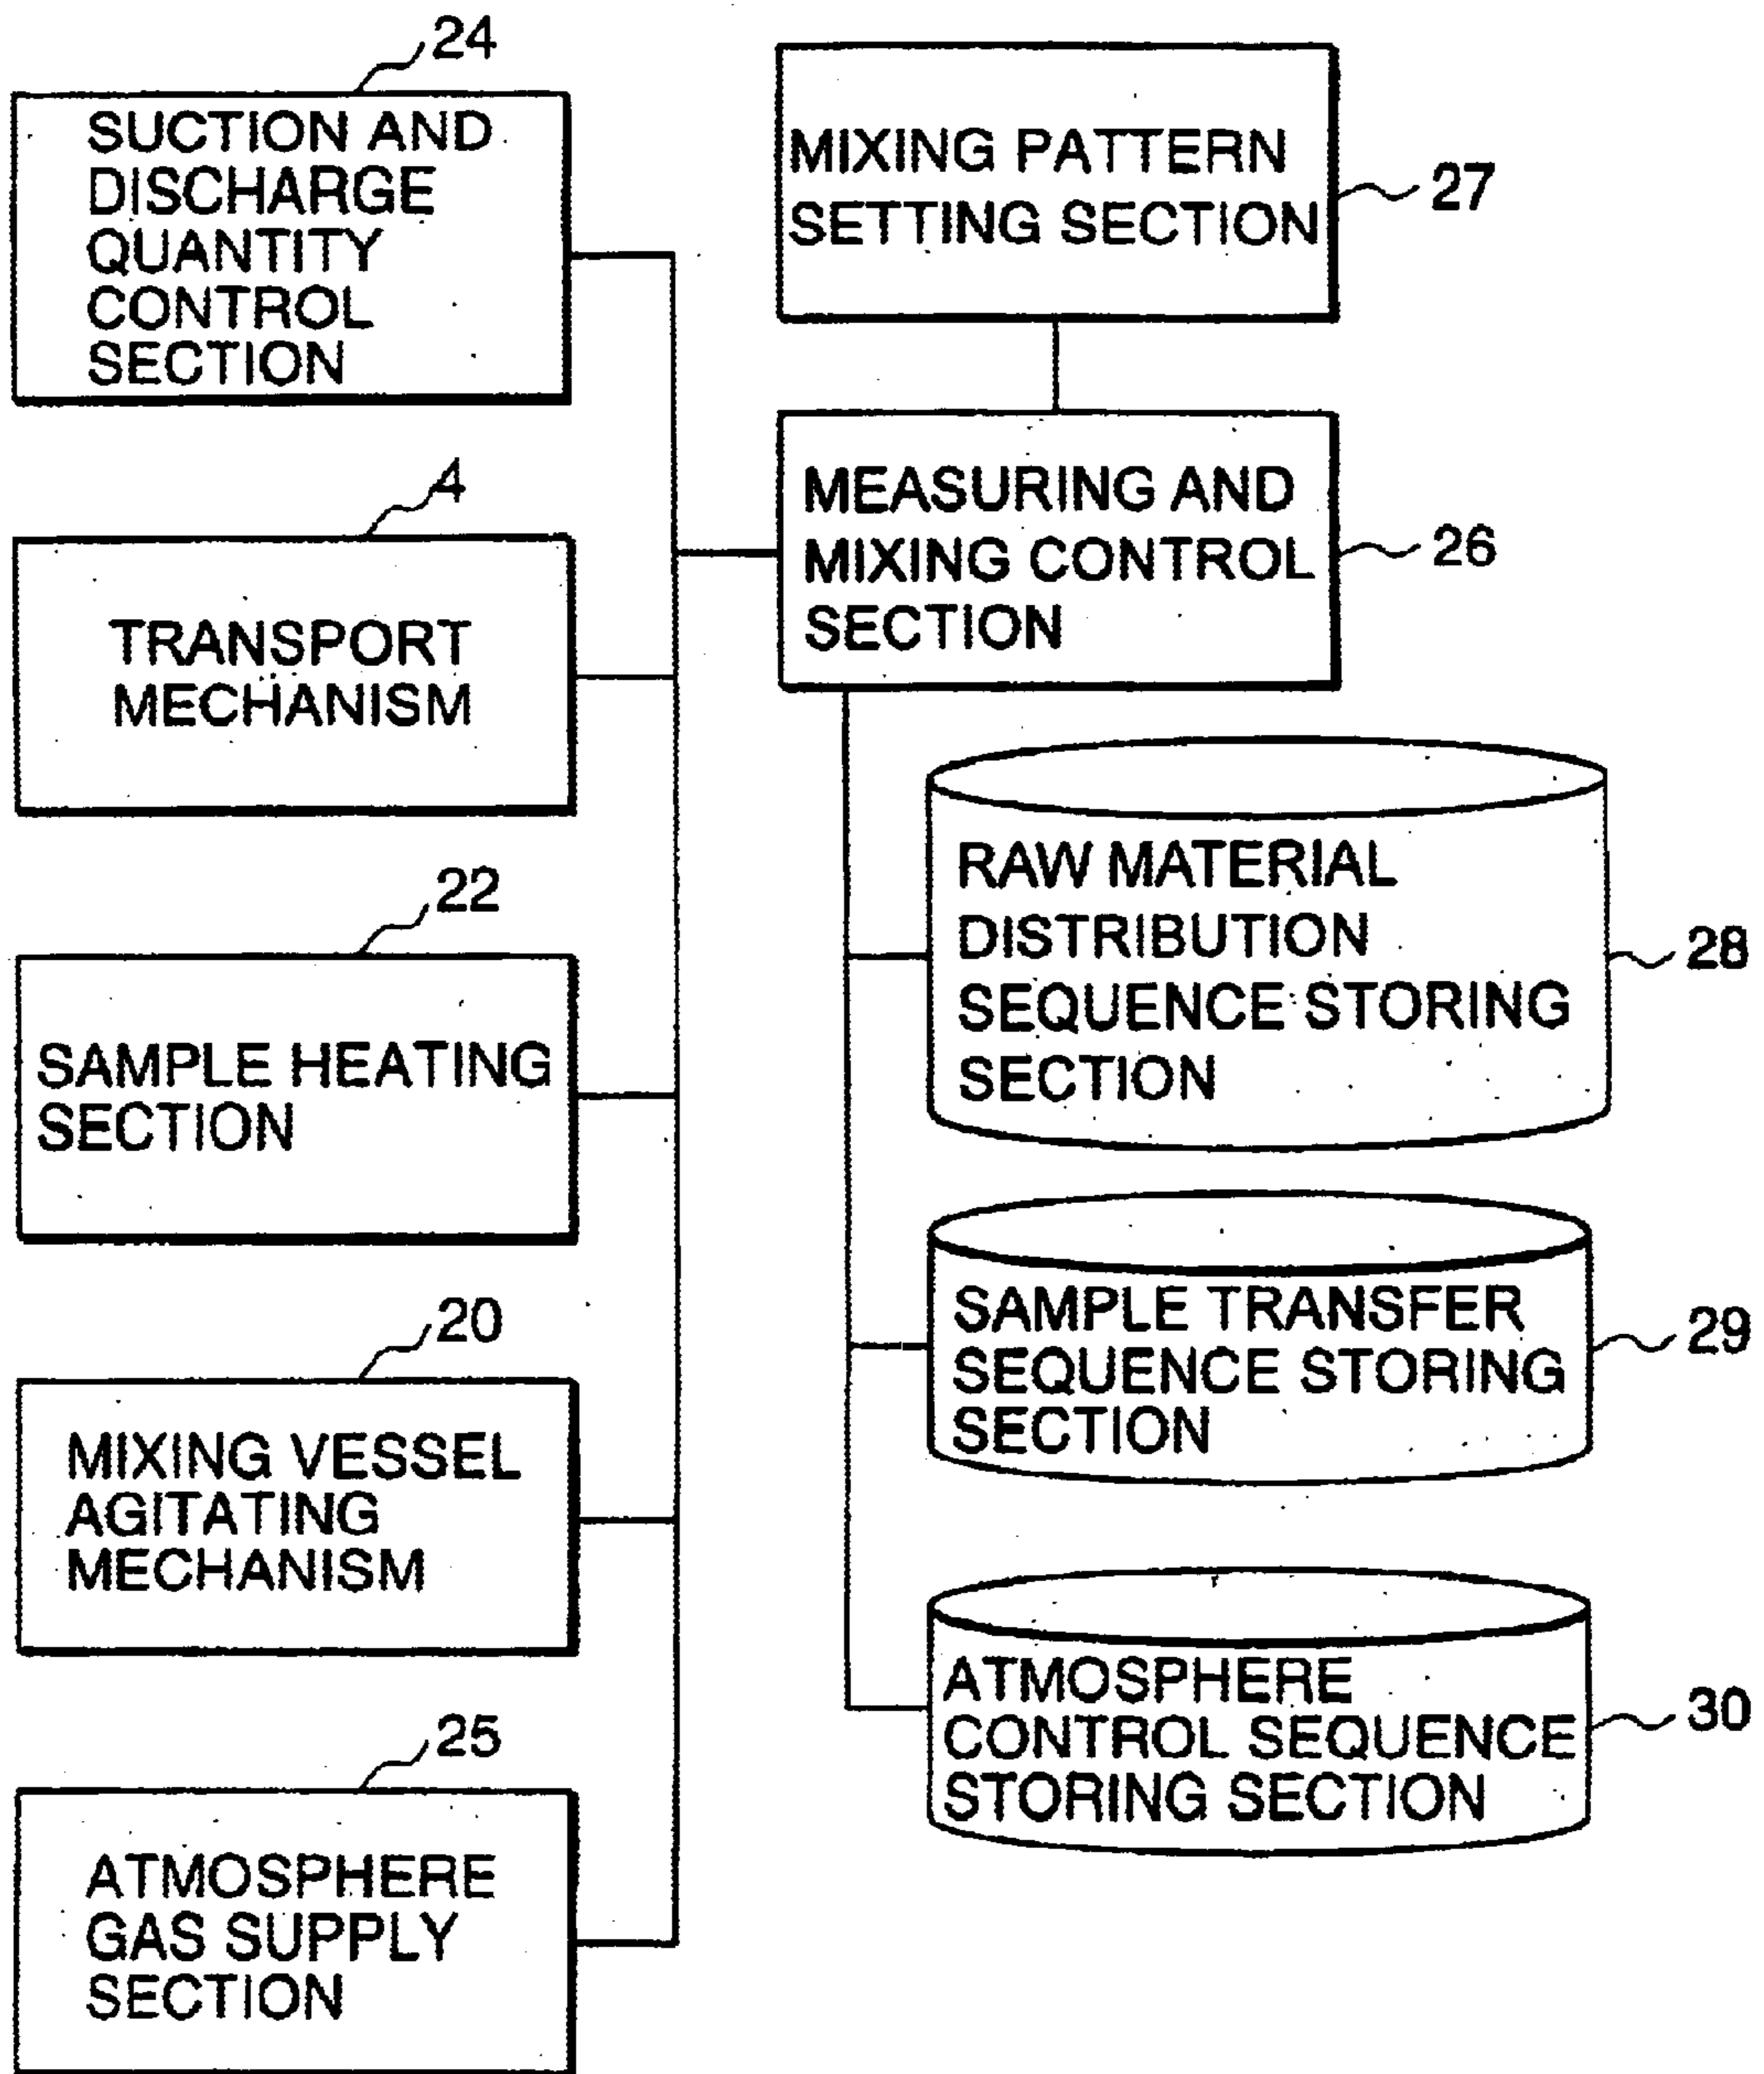 24
SUCTION AND
DISCHARGE
QUANTITY
CONTROL
SECTION
4
TRANSPORT
MECHANISM
22
SAMPLE HEATING
SECTION
20
MIXING VESSEL
AGITATING
MECHANISM
25
ATMOSPHERE
GAS SUPPLY
SECTION
MIXING PATTERN
SETTING SECTION
27
MEASURING AND
MIXING CONTROL
SECTION
26
RAW MATERIAL
DISTRIBUTION
SEQUENCE STORING
SECTION
28
SAMPLE TRANSFER
SEQUENCE STORING
SECTION
29
ATMOSPHERE
CONTROL SEQUENCE
STORING SECTION
30